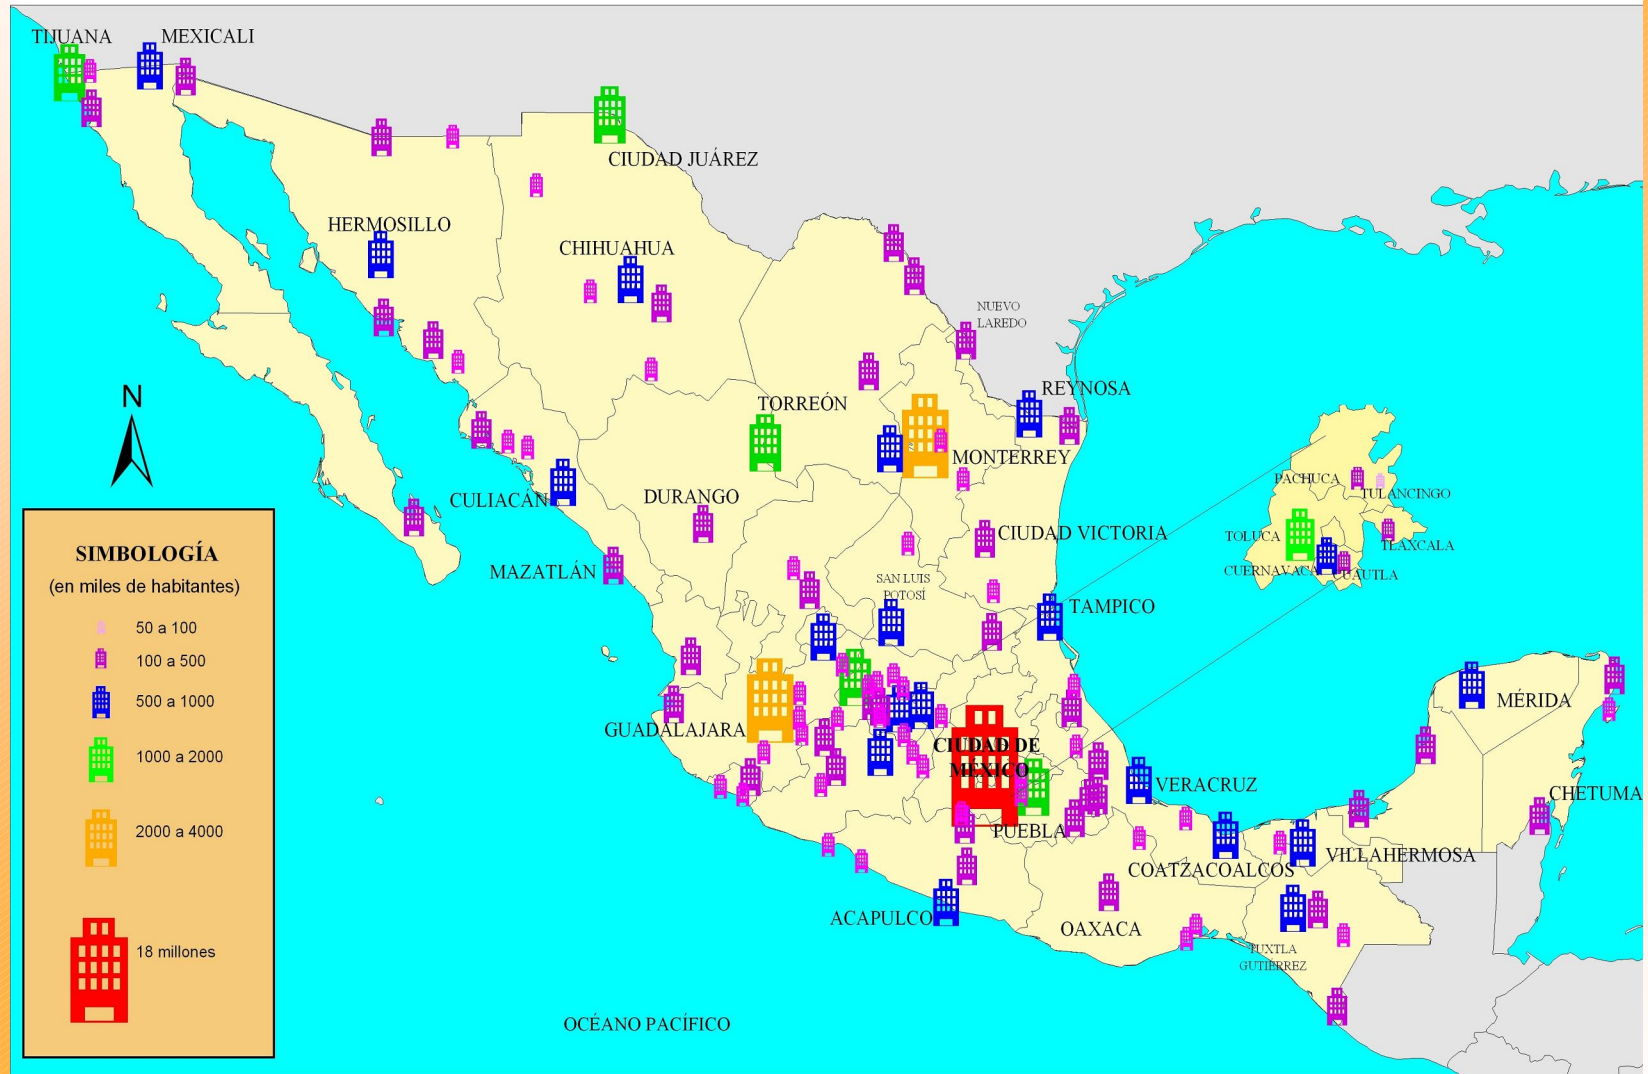 TIJUANA
MEXICALI
CIUDAD JUÁREZ
HERMOSILLO
CHIHUAHUA
NUEVO
LAREDO
REYNOSA
TORREÓN
MONTERREY
CULIACÁN
DURANGO
CIUDAD VICTORIA
MAZATLÁN
SAN LUIS
POTOSÍ
TAMPICO
PACHUCA
TULANCINGO
TOLUCA
TLAXCALA
CUERNAVACA
CUAUTLA
GUADALAJARA
CIUDAD DE
MÉXICO
MÉRIDA
VERACRUZ
CHETUMA
PUEBLA
COATZACOALCOS
VILLAHERMOSA
ACAPULCO
OAXACA
TUXTLA
GUTIÉRREZ
OCÉANO PACÍFICO
N
SIMBOLOGÍA
(en miles de habitantes)
50 a 100
100 a 500
500 a 1000
1000 a 2000
2000 a 4000
18 millones